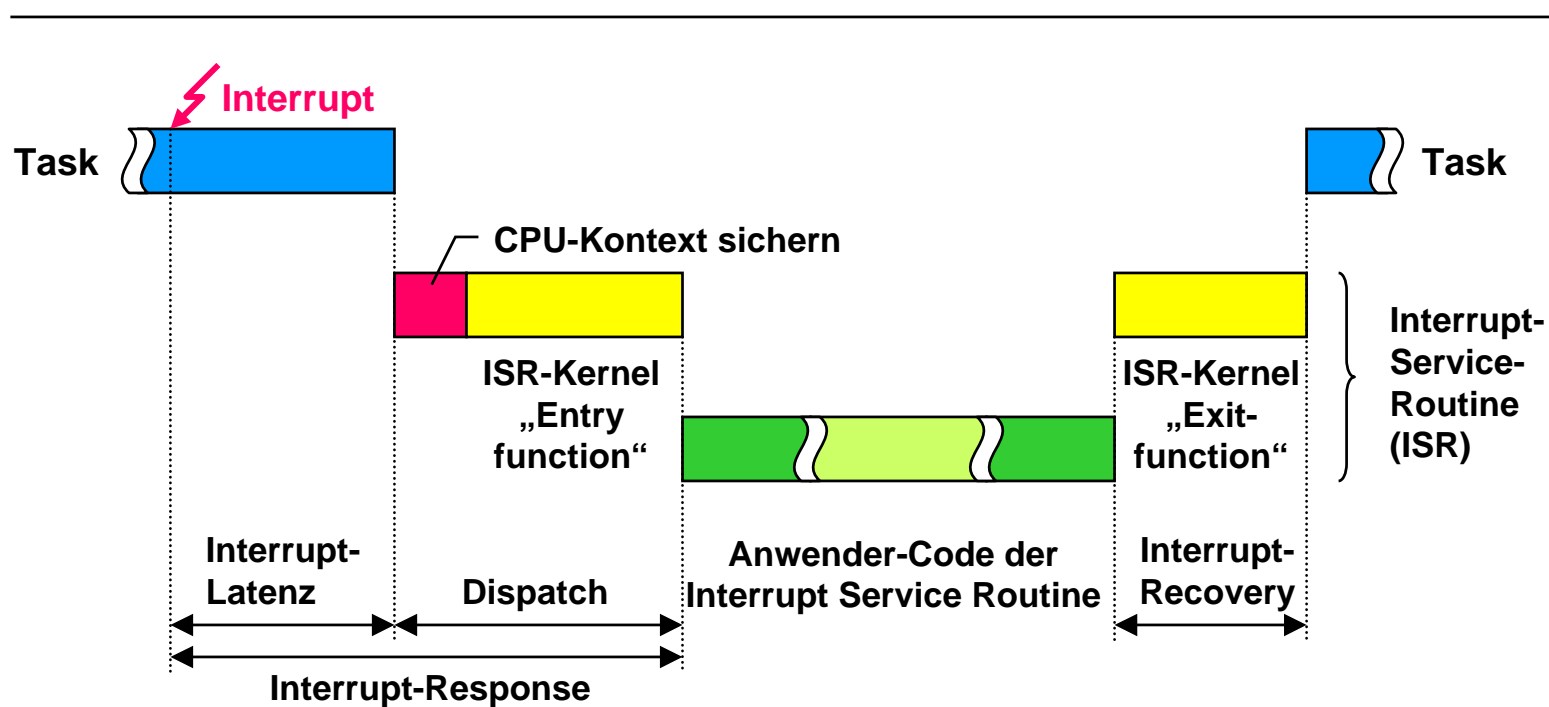 Interrupt
Task
Task
CPU-Kontext sichern
ISR-Kernel
„Entry
function“
ISR-Kernel
„Exit-
function“
Interrupt-
Service-
Routine
(ISR)
Interrupt-
Latenz
Dispatch
Anwender-Code der
Interrupt Service Routine
Interrupt-
Recovery
Interrupt-Response